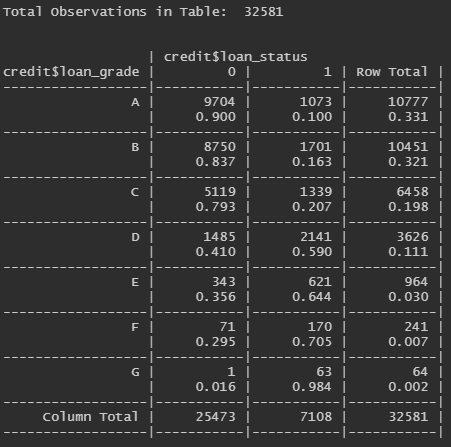 Total Observations in Table:  32581
             | credit$loan_status
credit$loan_grade |         0 |         1 | Row Total |
------------------|-----------|-----------|-----------|
                A |      9704 |      1073 |     10777 |
                  |     0.900 |     0.100 |     0.331 |
------------------|-----------|-----------|-----------|
                B |      8750 |      1701 |     10451 |
                  |     0.837 |     0.163 |     0.321 |
------------------|-----------|-----------|-----------|
                C |      5119 |      1339 |      6458 |
                  |     0.793 |     0.207 |     0.198 |
------------------|-----------|-----------|-----------|
                D |      1485 |      2141 |      3626 |
                  |     0.410 |     0.590 |     0.111 |
------------------|-----------|-----------|-----------|
                E |       343 |       621 |       964 |
                  |     0.356 |     0.644 |     0.030 |
------------------|-----------|-----------|-----------|
                F |        71 |       170 |       241 |
                  |     0.295 |     0.705 |     0.007 |
------------------|-----------|-----------|-----------|
                G |         1 |        63 |        64 |
                  |     0.016 |     0.984 |     0.002 |
------------------|-----------|-----------|-----------|
     Column Total |     25473 |      7108 |     32581 |
------------------|-----------|-----------|-----------|